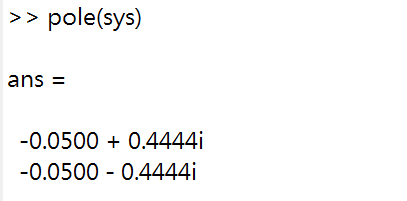 >> pole(sys)
ans =
-0.0500 + 0.4444i
-0.0500 - 0.4444i